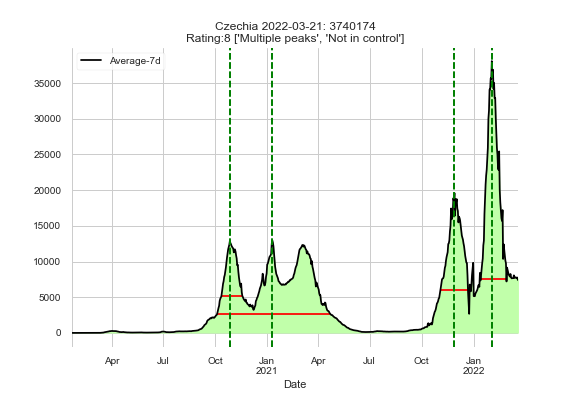 Czechia 2022-03-21: 3740174
Rating:8 ['Multiple peaks', 'Not in control']
Average-7d
35000
30000
25000
20000
15000
10000
5000
0
Apr Jul Oct Jan Apr Jul Oct Jan
2021 2022
Date